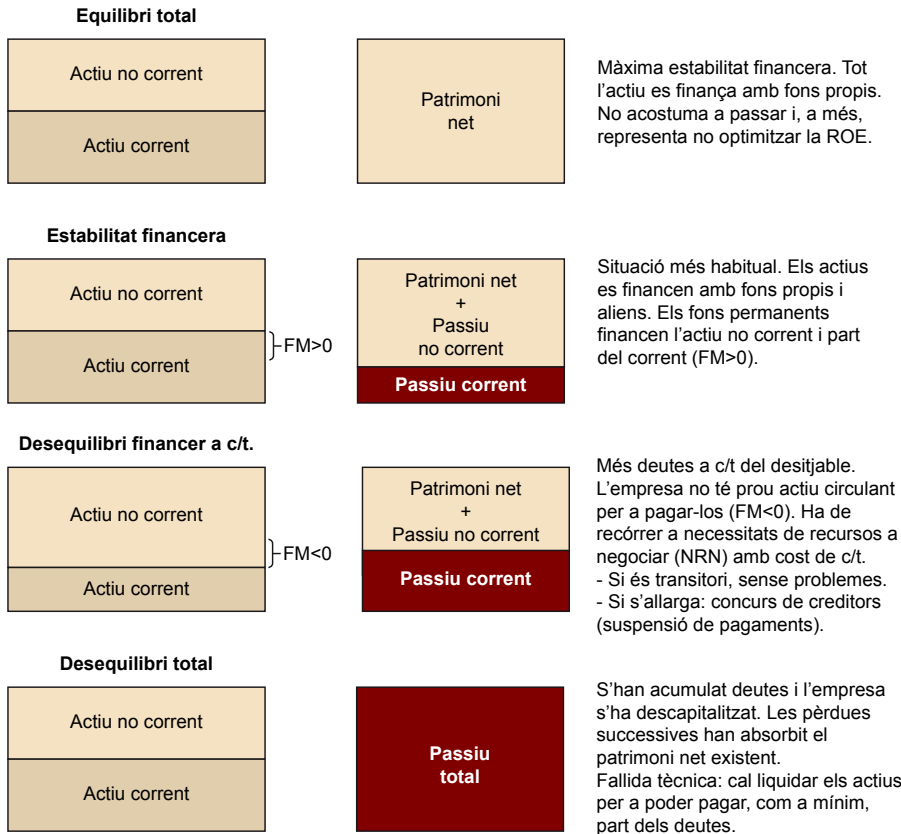 Equilibri total
Actiu no corrent
Actiu corrent
Patrimoni
net
Màxima estabilitat financera. Tot
l’actiu es finança amb fons propis.
No acostuma a passar i, a més,
representa no optimitzar la ROE.
Estabilitat financera
Actiu no corrent
Actiu corrent
FM>0
Patrimoni net
+
Passiu
no corrent
Passiu corrent
Situació més habitual. Els actius
es financen amb fons propis i
aliens. Els fons permanents
financen l’actiu no corrent i part
del corrent (FM>0).
Desequilibri financer a c/t.
Actiu no corrent
Actiu corrent
FM<0
Patrimoni net
+
Passiu no corrent
Passiu corrent
Més deutes a c/t del desitjable.
L’empresa no té prou actiu circulant
per a pagar-los (FM<0). Ha de
recórrer a necessitats de recursos a
negociar (NRN) amb cost de c/t.
- Si és transitori, sense problemes.
- Si s’allarga: concurs de creditors
(suspensió de pagaments).
Desequilibri total
Actiu no corrent
Actiu corrent
Passiu
total
S’han acumulat deutes i l’empresa
s’ha descapitalitzat. Les pèrdues
successives han absorbit el
patrimoni net existent.
Fallida tècnica: cal liquidar els actius
per a poder pagar, com a mínim,
part dels deutes.